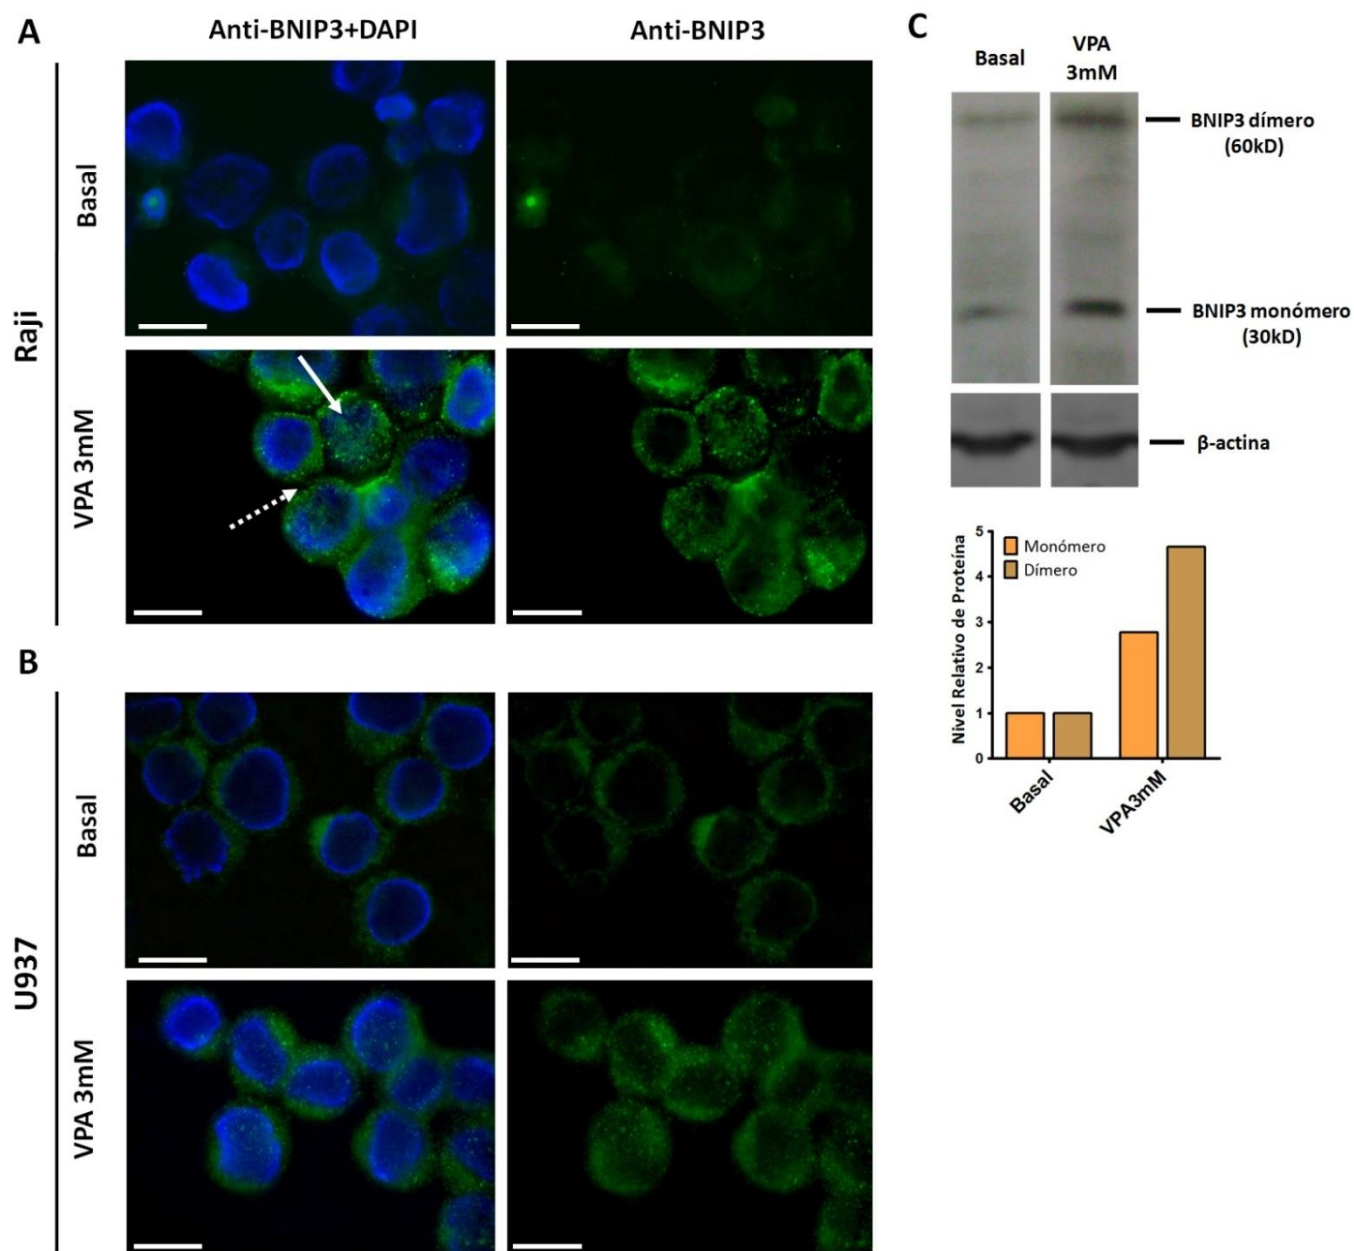 A
Anti-BNIP3+DAPI
Anti-BNIP3
Raji
Basal
VPA 3mM
B
U937
Basal
VPA 3mM
C
Basal
VPA
3mM
BNIP3 dímero
(60kD)
BNIP3 monómero
(30kD)
β-actina
Nivel Relativo de Proteína
5
4
3
2
1
0
Monómero
Dímero
Basal
VPA3mM